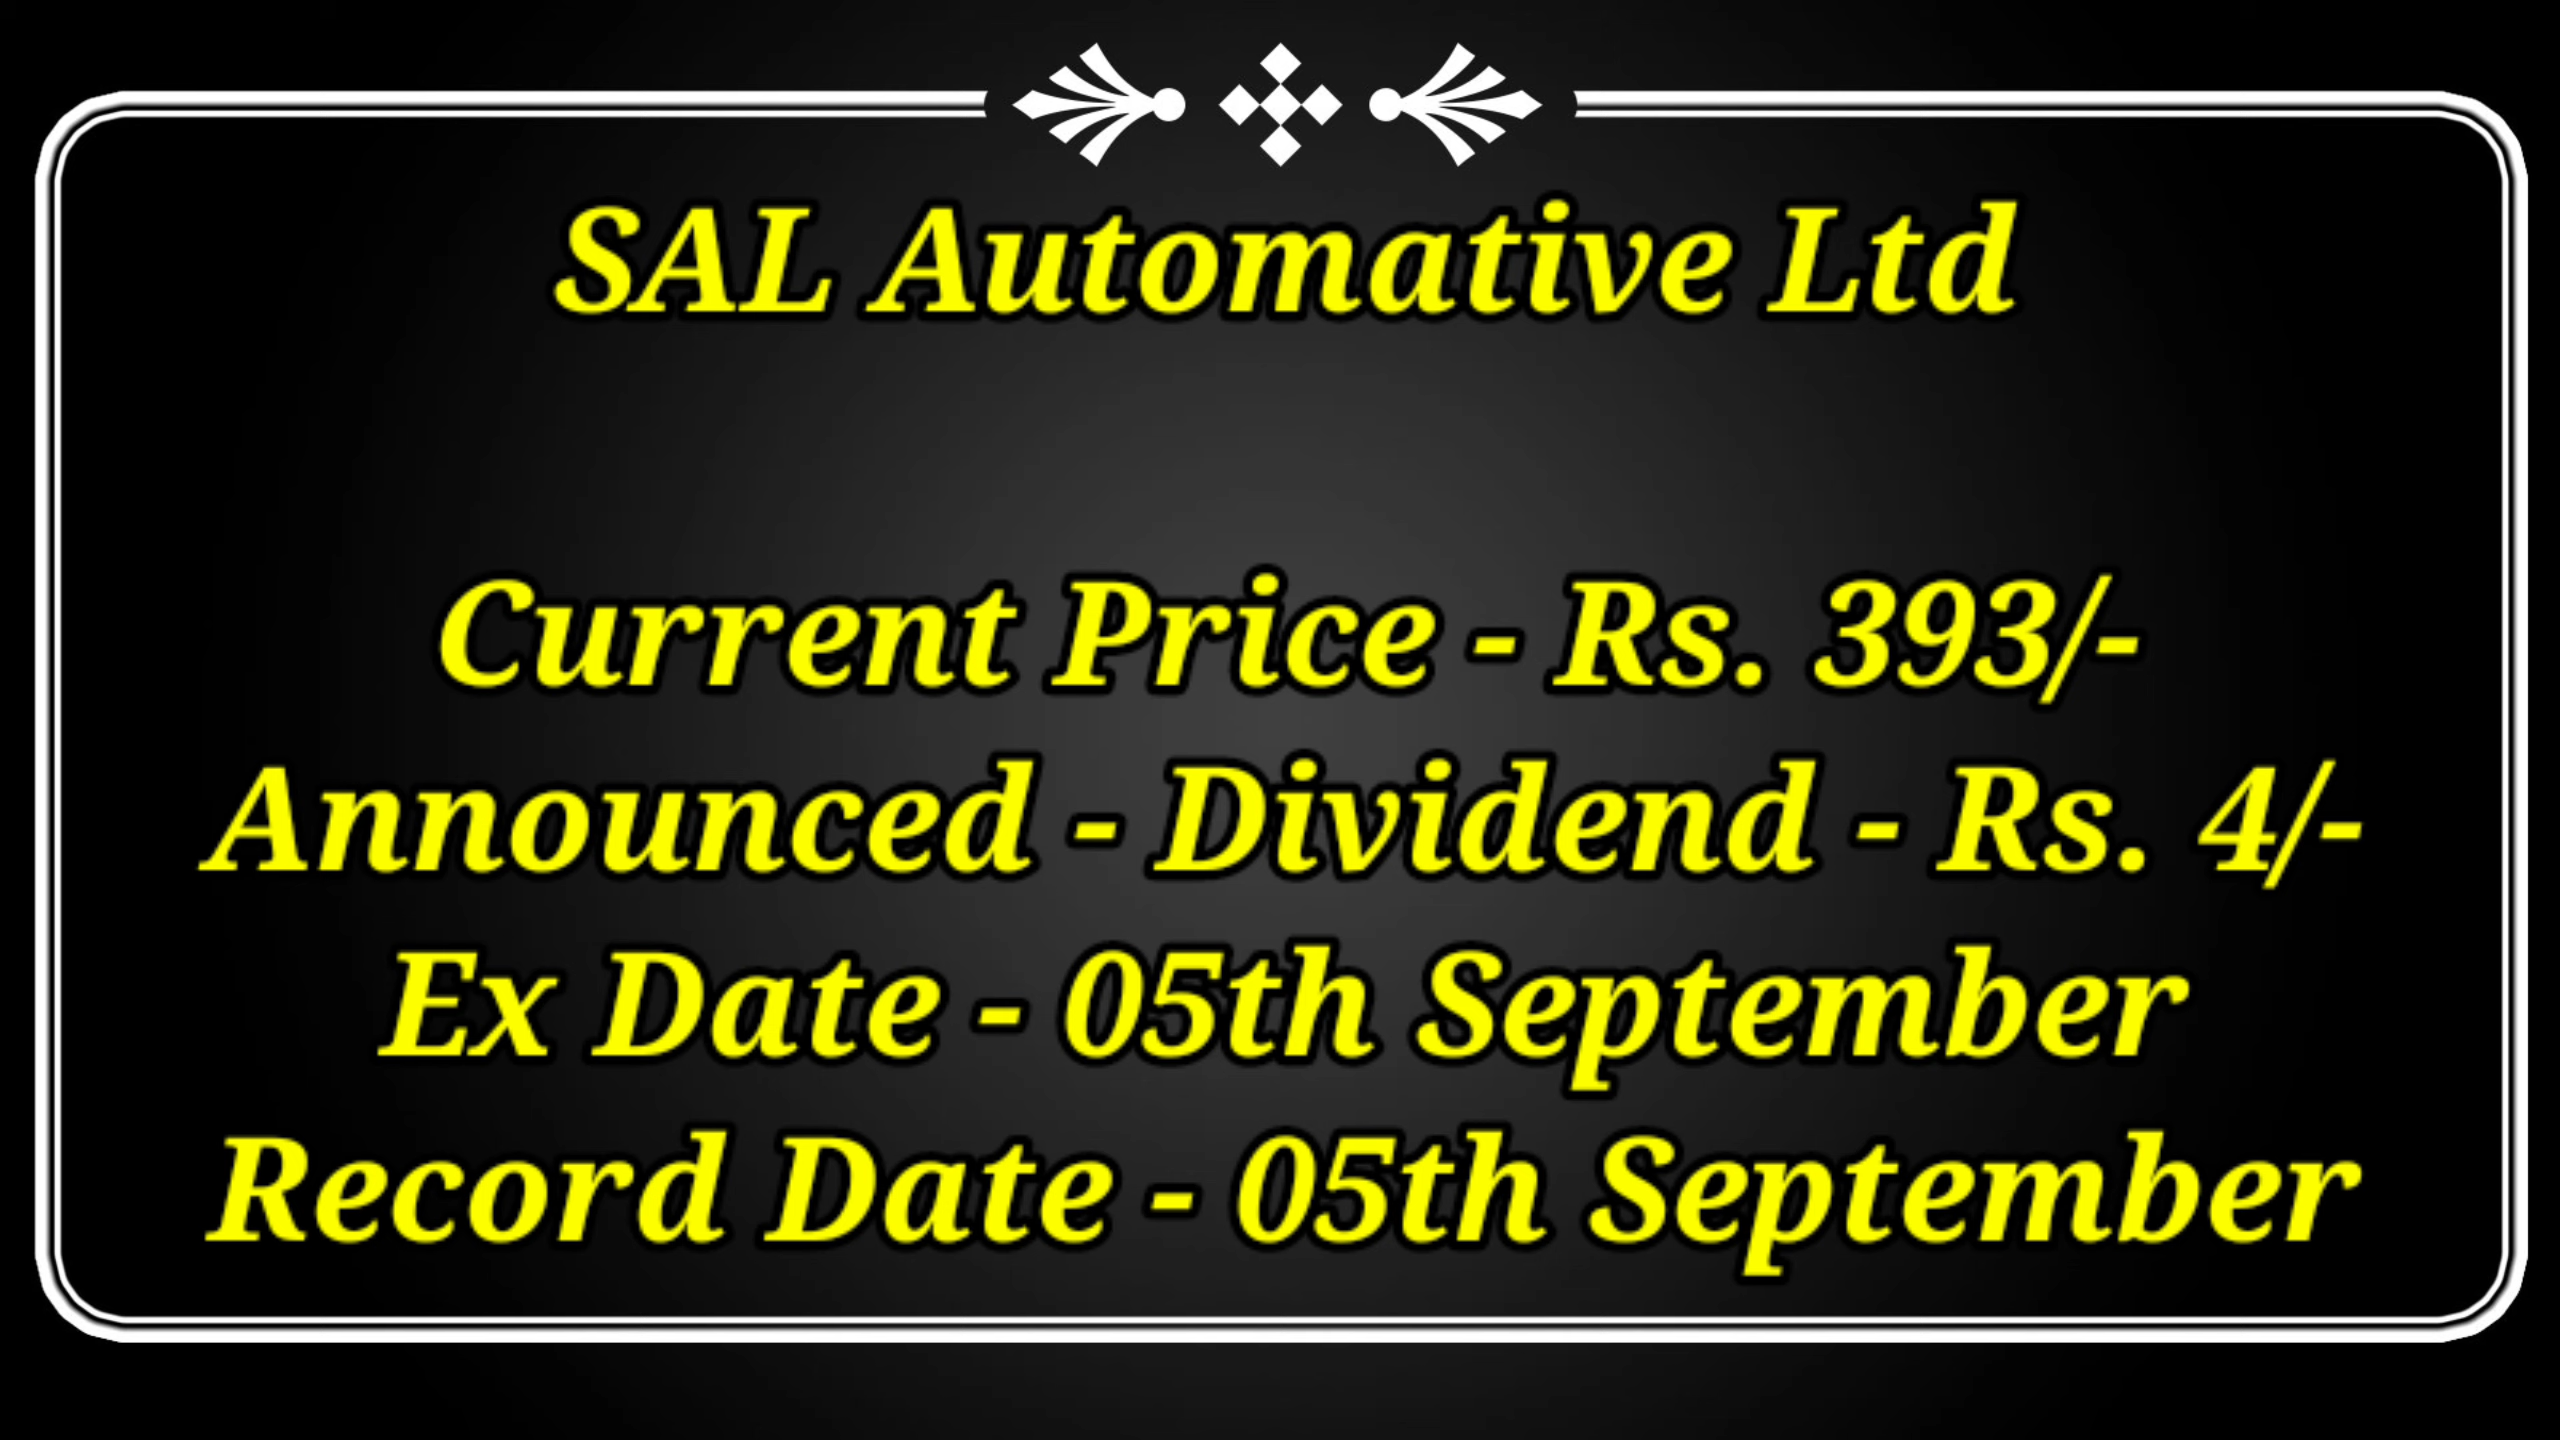 SAL Automative Ltd
Current Price - Rs. 393/-
Announced - Dividend - Rs. 4/-
Ex Date - 05th September
Record Date - 05th September